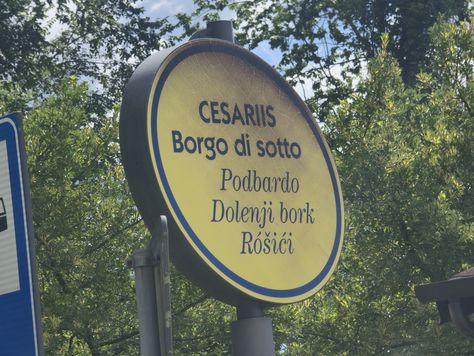 CESARIIS
Borgo di sotto
Podbardo
Dolenji bork
Róšići